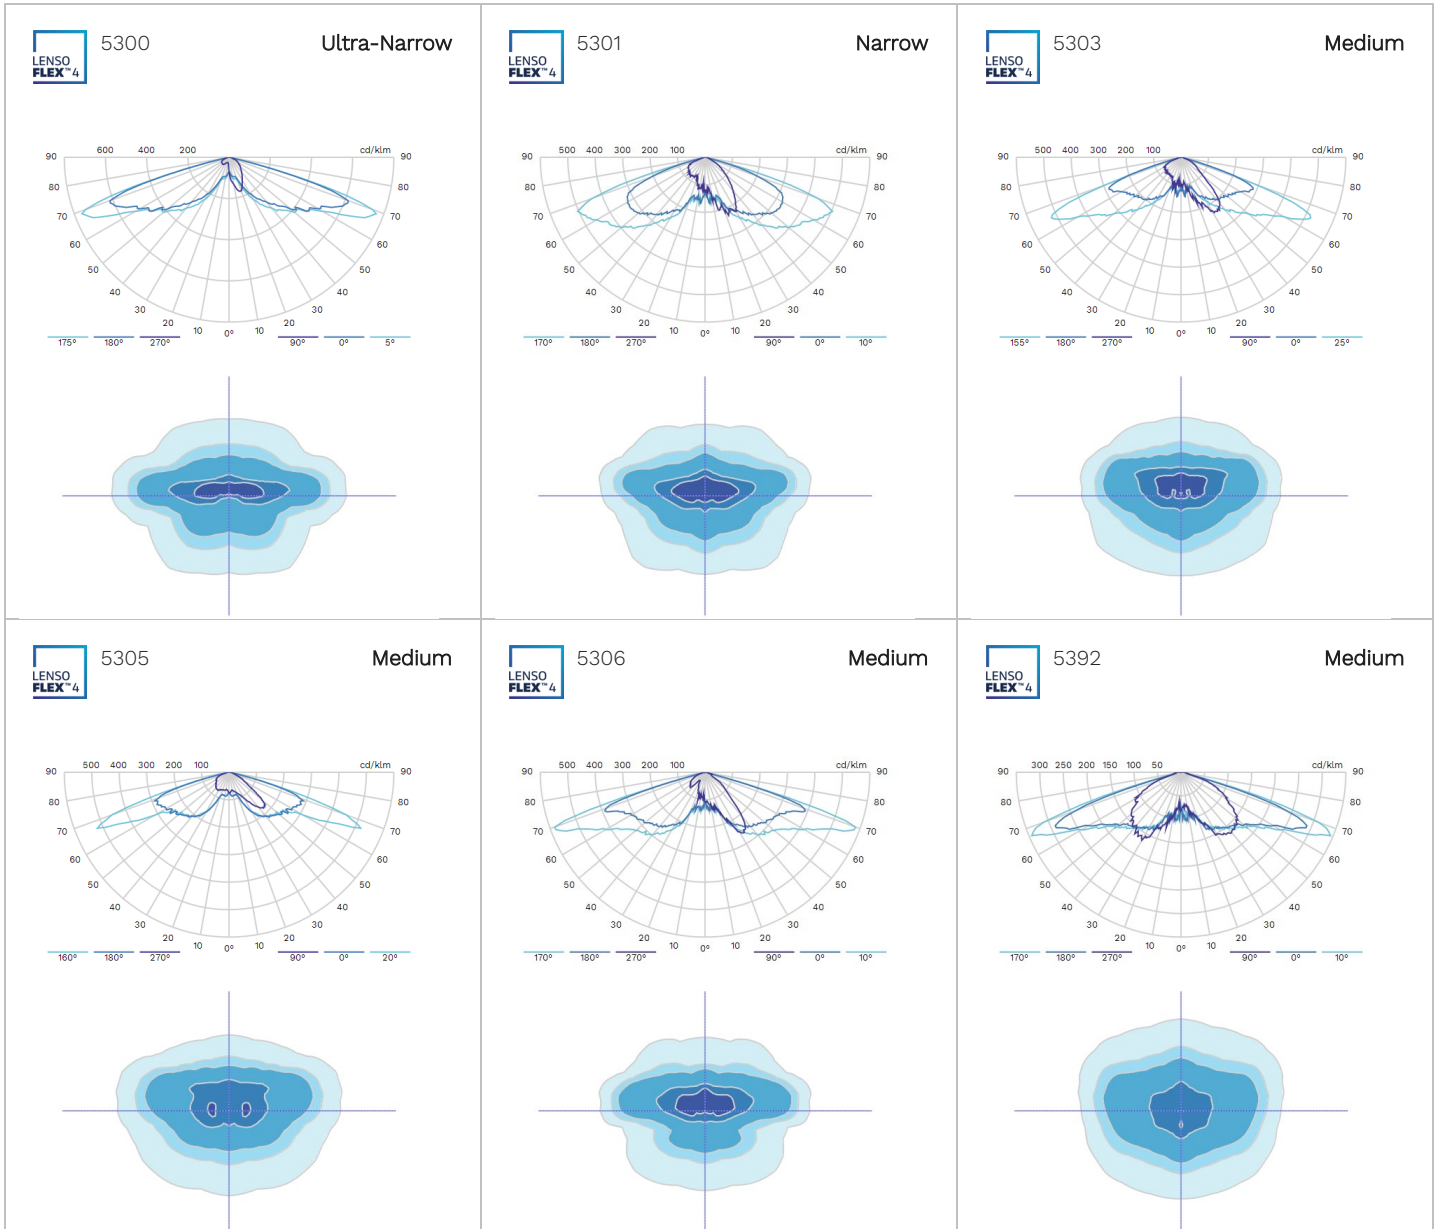 5300 Ultra-Narrow
LENSO
FLEX™4
600 400 200 cd/klm
90 90
80 80
70 70
60 60
50 50
40 40
30 30
20 10 0° 10 20
175° 180° 270° 90° 0° 5°
5301 Narrow
LENSO
FLEX™4
500 400 300 200 100 cd/klm
90 90
80 80
70 70
60 60
50 50
40 40
30 30
20 10 0° 10 20
170° 180° 270° 90° 0° 10°
5303 Medium
LENSO
FLEX™4
500 400 300 200 100 cd/klm
90 90
80 80
70 70
60 60
50 50
40 40
30 30
20 10 0° 10 20
155° 180° 270° 90° 0° 25°
5305 Medium
LENSO
FLEX™4
500 400 300 200 100 cd/klm
90 90
80 80
70 70
60 60
50 50
40 40
30 30
20 10 0° 10 20
160° 180° 270° 90° 0° 20°
5306 Medium
LENSO
FLEX™4
500 400 300 200 100 cd/klm
90 90
80 80
70 70
60 60
50 50
40 40
30 30
20 10 0° 10 20
170° 180° 270° 90° 0° 10°
5392 Medium
LENSO
FLEX™4
300 250 200 150 100 50 cd/klm
90 90
80 80
70 70
60 60
50 50
40 40
30 30
20 10 0° 10 20
170° 180° 270° 90° 0° 10°